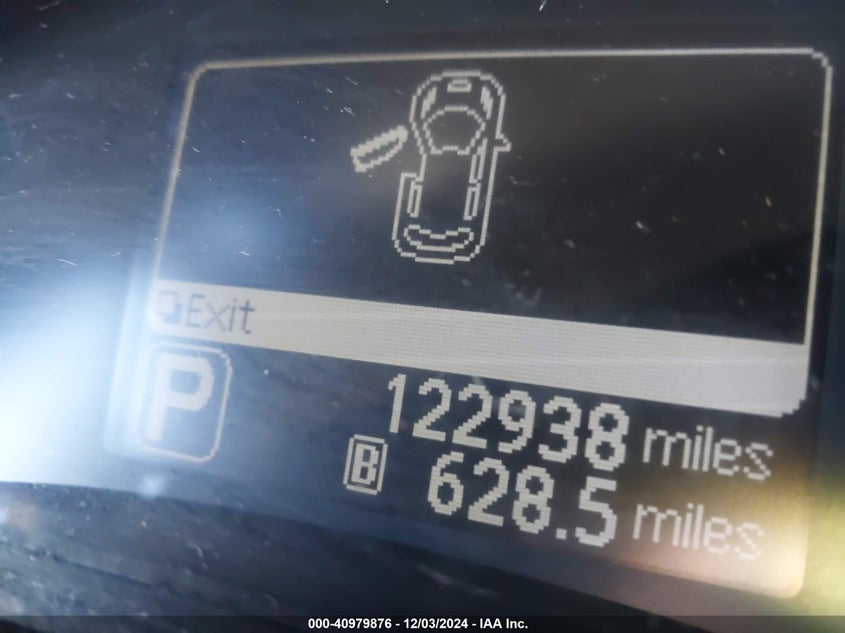 Exit
P
122938 miles
B 628.5 miles
000-40979876 - 12/03/2024 - IAA Inc.